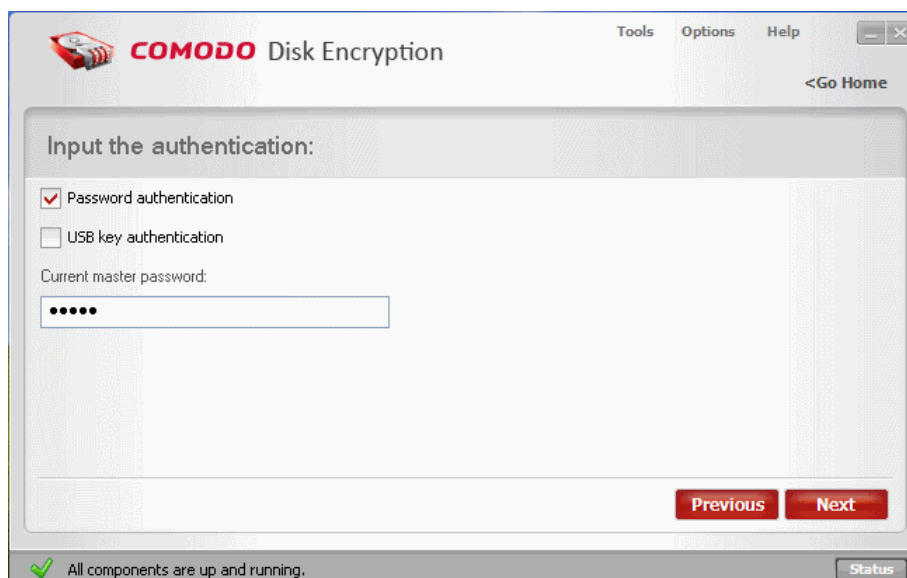 COMODO Disk Encryption
Tools Options Help
<Go Home
Input the authentication:
Password authentication
USB key authentication
Current master password:
•••••
Previous Next
All components are up and running.
Status